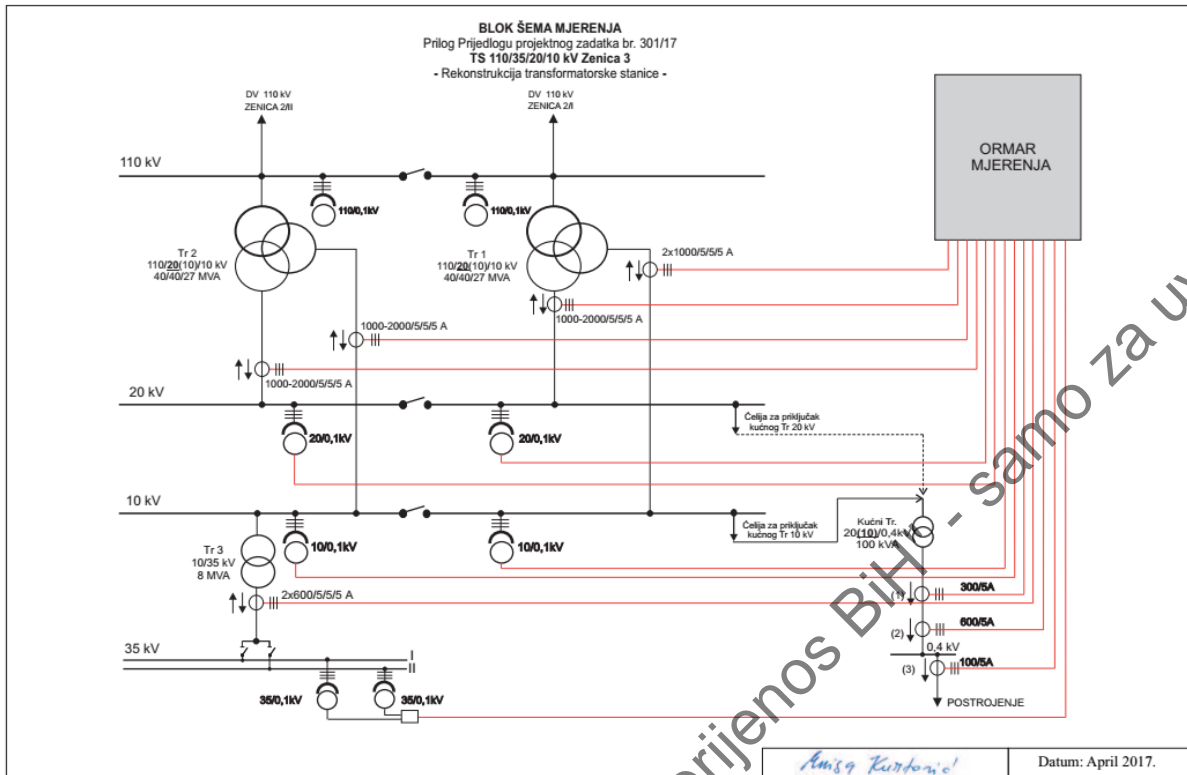 BLOK ŠEMA MJERENJA
Prilog Prijedlogu projektnog zadatka br. 301/17
TS 110/35/20/10 kV Zenica 3
- Rekonstrukcija transformatorske stanice -
DV 110 kV
ZENICA 2/II
DV 110 kV
ZENICA 2/I
ORMAR
MJERENJA
110 kV
110/0,1kV
110/0,1kV
Tr 2
110/20(10)/10 kV
40/40/27 MVA
Tr 1
110/20(10)/10 kV
40/40/27 MVA
2x1000/5/5/5 A
1000-2000/5/5/5 A
1000-2000/5/5/5 A
1000-2000/5/5/5 A
20 kV
20/0,1kV
20/0,1kV
Ćelija za priključak
kućnog Tr 20 kV
10 kV
10/0,1kV
10/0,1kV
Ćelija za priključak
kućnog Tr 10 kV
Kućni Tr.
20(10)/0,4kV
100 kVA
Tr 3
10/35 kV
8 MVA
2x600/5/5/5 A
(1)
300/5A
(2)
600/5A
0,4 kV
(3)
100/5A
POSTROJENJE
35 kV
I
II
35/0,1kV
35/0,1kV
prijenos BiH - samo za uv
Datum: April 2017.